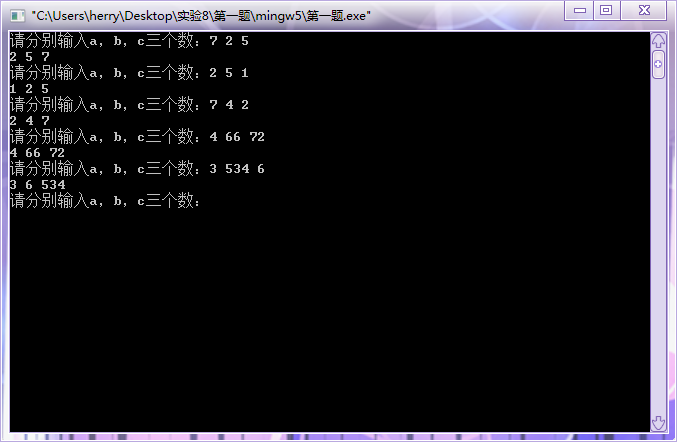 "C:\Users\herry\Desktop\实验8\第一题\mingw5\第一题.exe"
请分别输入a，b，c三个数：7 2 5
2 5 7
请分别输入a，b，c三个数：2 5 1
1 2 5
请分别输入a，b，c三个数：7 4 2
2 4 7
请分别输入a，b，c三个数：4 66 72
4 66 72
请分别输入a，b，c三个数：3 534 6
3 6 534
请分别输入a，b，c三个数：